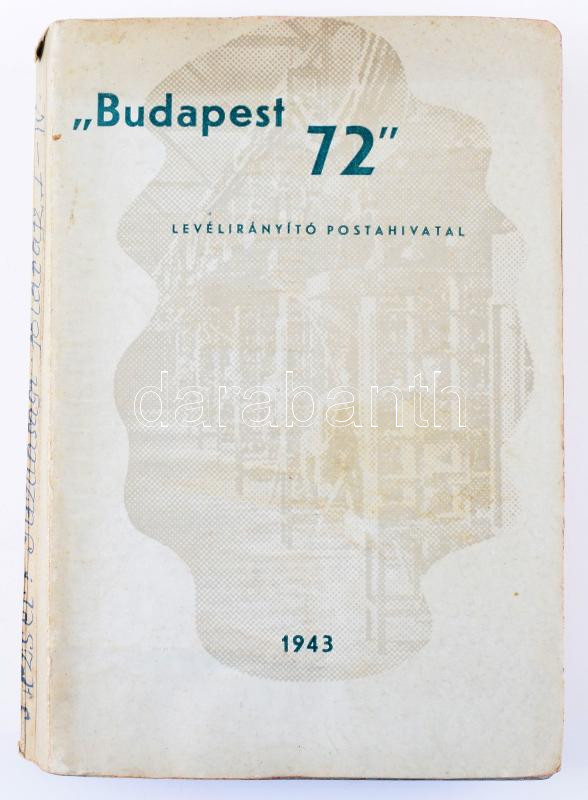 „Budapest
72”
LEVÉLIRÁNYÍTÓ POSTAHIVATAL
darabanth
1943